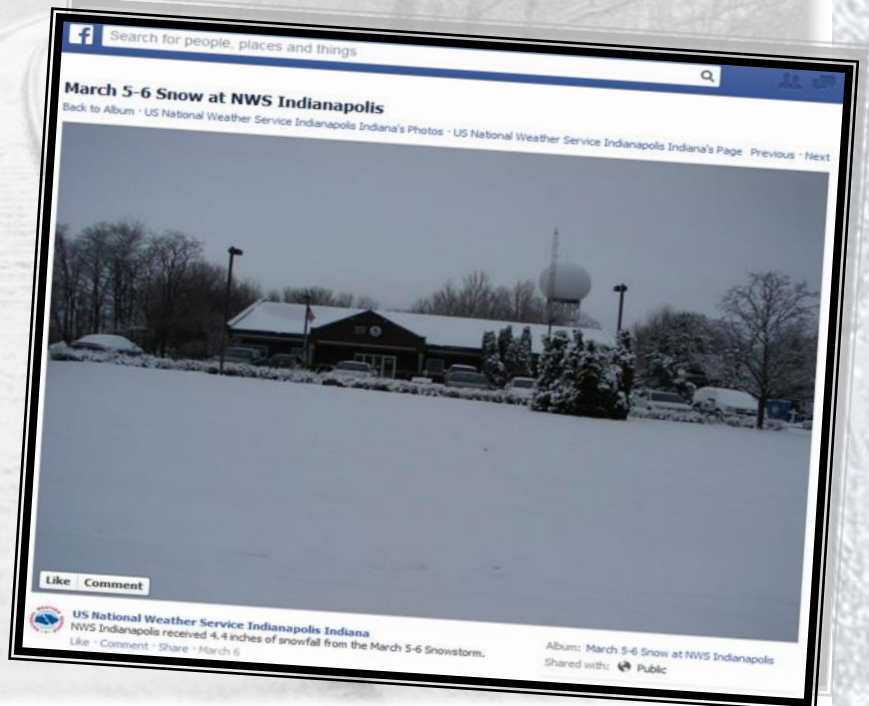 f Search for people, places and things
March 5-6 Snow at NWS Indianapolis
Back to Album · US National Weather Service Indianapolis Indiana's Photos · US National Weather Service Indianapolis Indiana's Page Previous · Next
Like Comment
US National Weather Service Indianapolis Indiana
NWS Indianapolis received 4.4 inches of snowfall from the March 5-6 Snowstorm.
Like · Comment · Share · March 6
Album: March 5-6 Snow at NWS Indianapolis
Shared with: Public